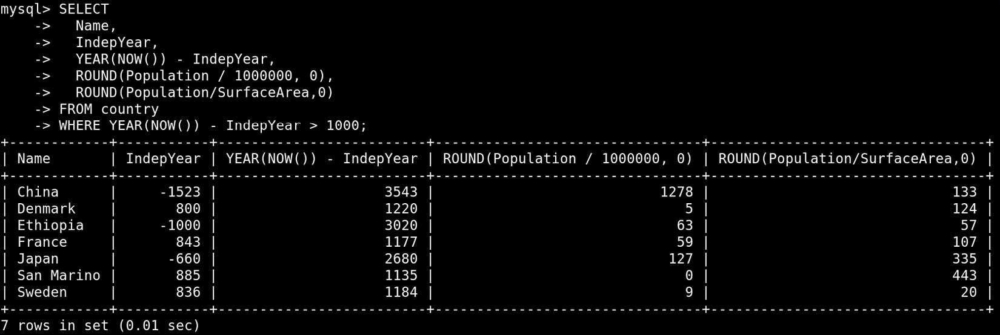 mysql> SELECT
    ->   Name,
    ->   IndepYear,
    ->   YEAR(NOW()) - IndepYear,
    ->   ROUND(Population / 1000000, 0),
    ->   ROUND(Population/SurfaceArea,0)
    -> FROM country
    -> WHERE YEAR(NOW()) - IndepYear > 1000;
+------------+-----------+-------------------------+--------------------------------+---------------------------------+
| Name       | IndepYear | YEAR(NOW()) - IndepYear | ROUND(Population / 1000000, 0) | ROUND(Population/SurfaceArea,0) |
+------------+-----------+-------------------------+--------------------------------+---------------------------------+
| China      |     -1523 |                    3543 |                           1278 |                             133 |
| Denmark    |       800 |                    1220 |                              5 |                             124 |
| Ethiopia   |     -1000 |                    3020 |                             63 |                              57 |
| France     |       843 |                    1177 |                             59 |                             107 |
| Japan      |      -660 |                    2680 |                            127 |                             335 |
| San Marino |       885 |                    1135 |                              0 |                             443 |
| Sweden     |       836 |                    1184 |                              9 |                              20 |
+------------+-----------+-------------------------+--------------------------------+---------------------------------+
7 rows in set (0.01 sec)